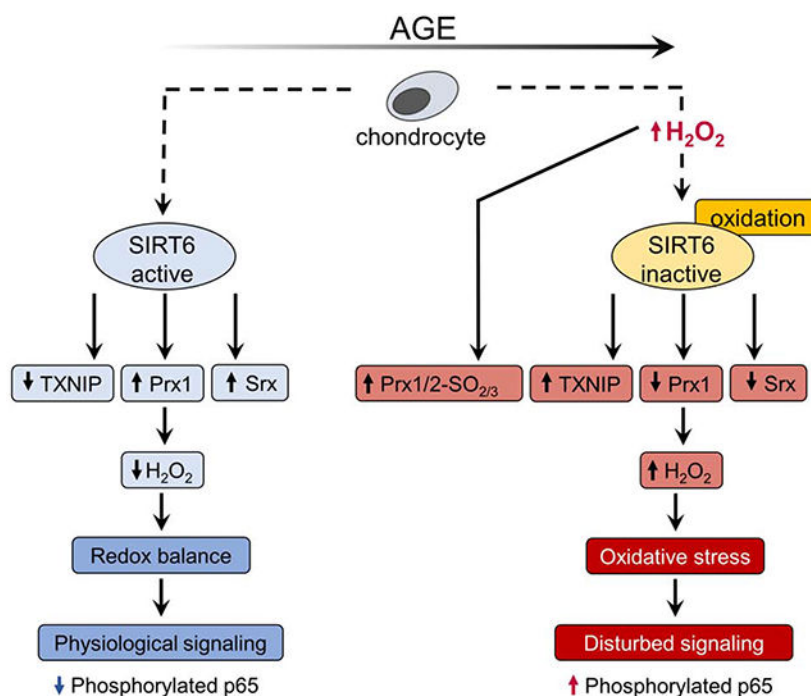 AGE
chondrocyte
↑H₂O₂
oxidation
SIRT6
active
SIRT6
inactive
↓ TXNIP
↑ Prx1
↑ Srx
↑ Prx1/2-SO₂/₃
↑ TXNIP
↓ Prx1
↓ Srx
↓H₂O₂
↑ H₂O₂
Redox balance
Oxidative stress
Physiological signaling
Disturbed signaling
↓ Phosphorylated p65
↑ Phosphorylated p65